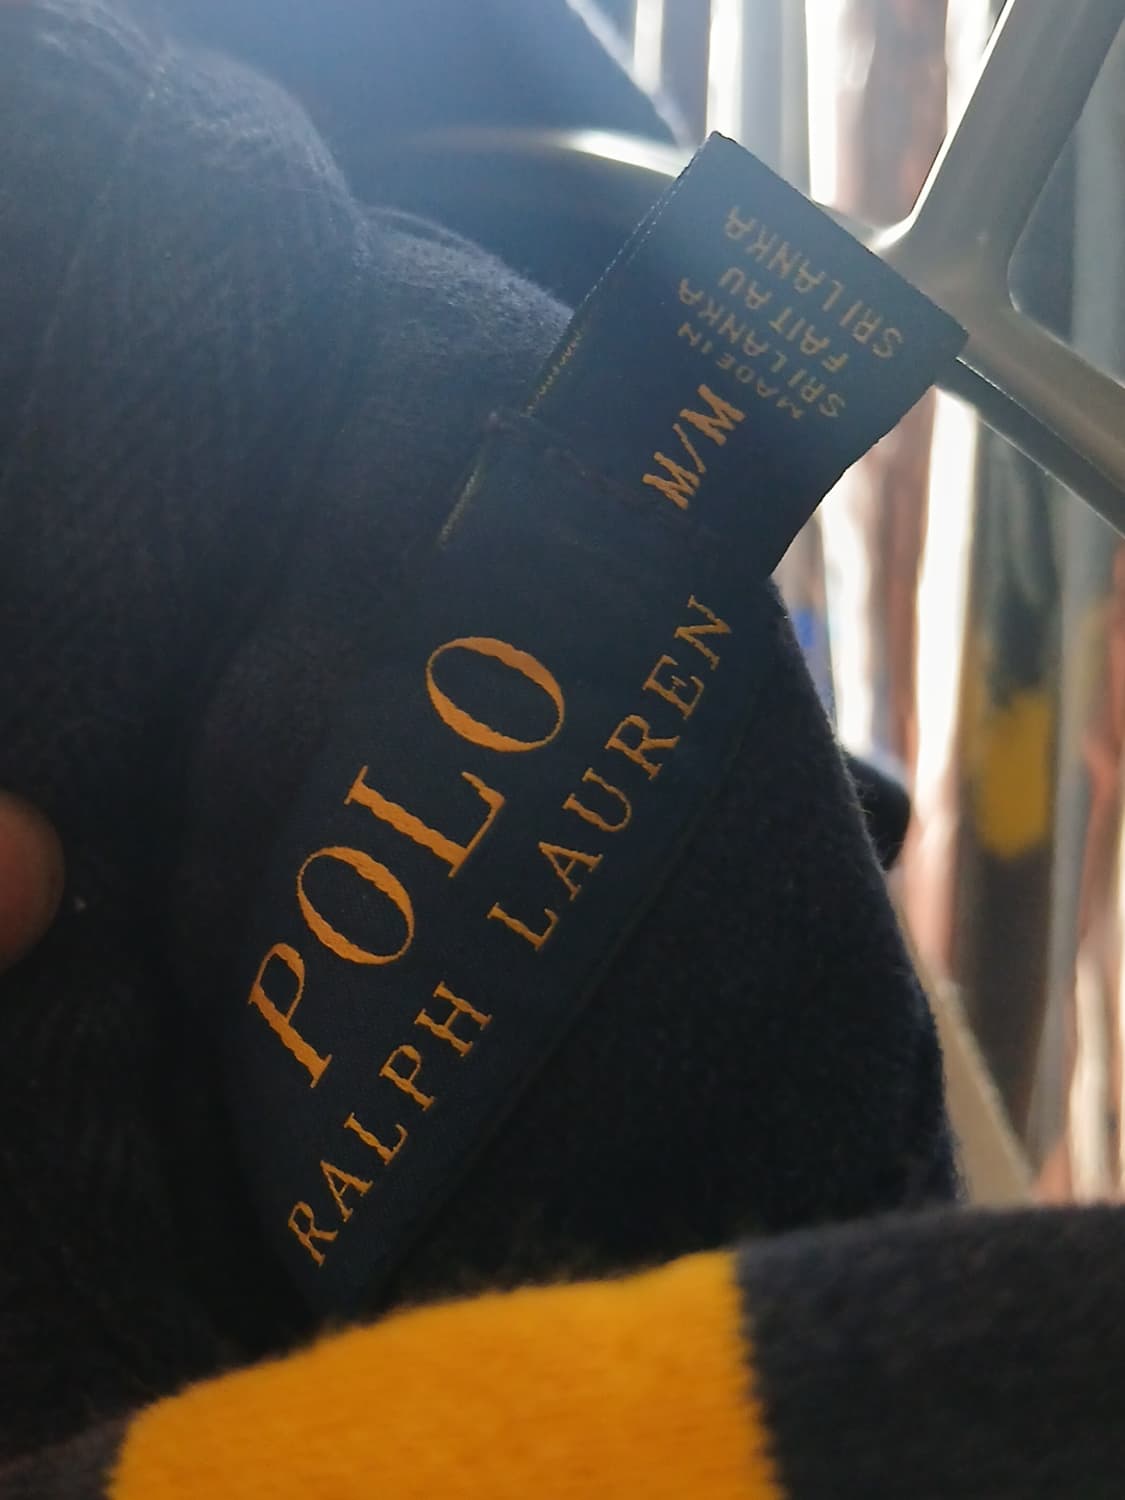 POLO
RALPH LAUREN
M/M
MADE IN
SRI LANKA
FAIT AU
SRI LANKA